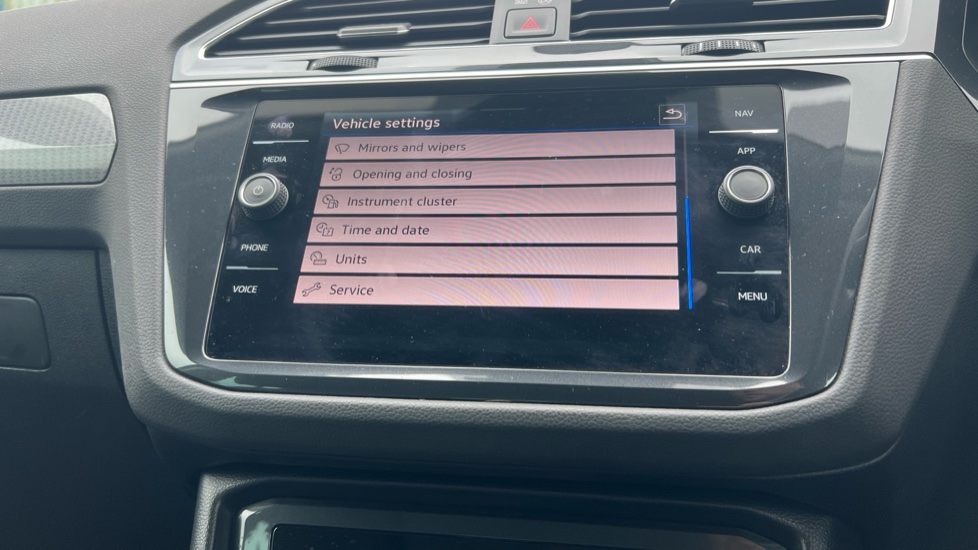 RADIO
MEDIA
PHONE
VOICE
Vehicle settings
Mirrors and wipers
Opening and closing
Instrument cluster
Time and date
Units
Service
NAV
APP
CAR
MENU